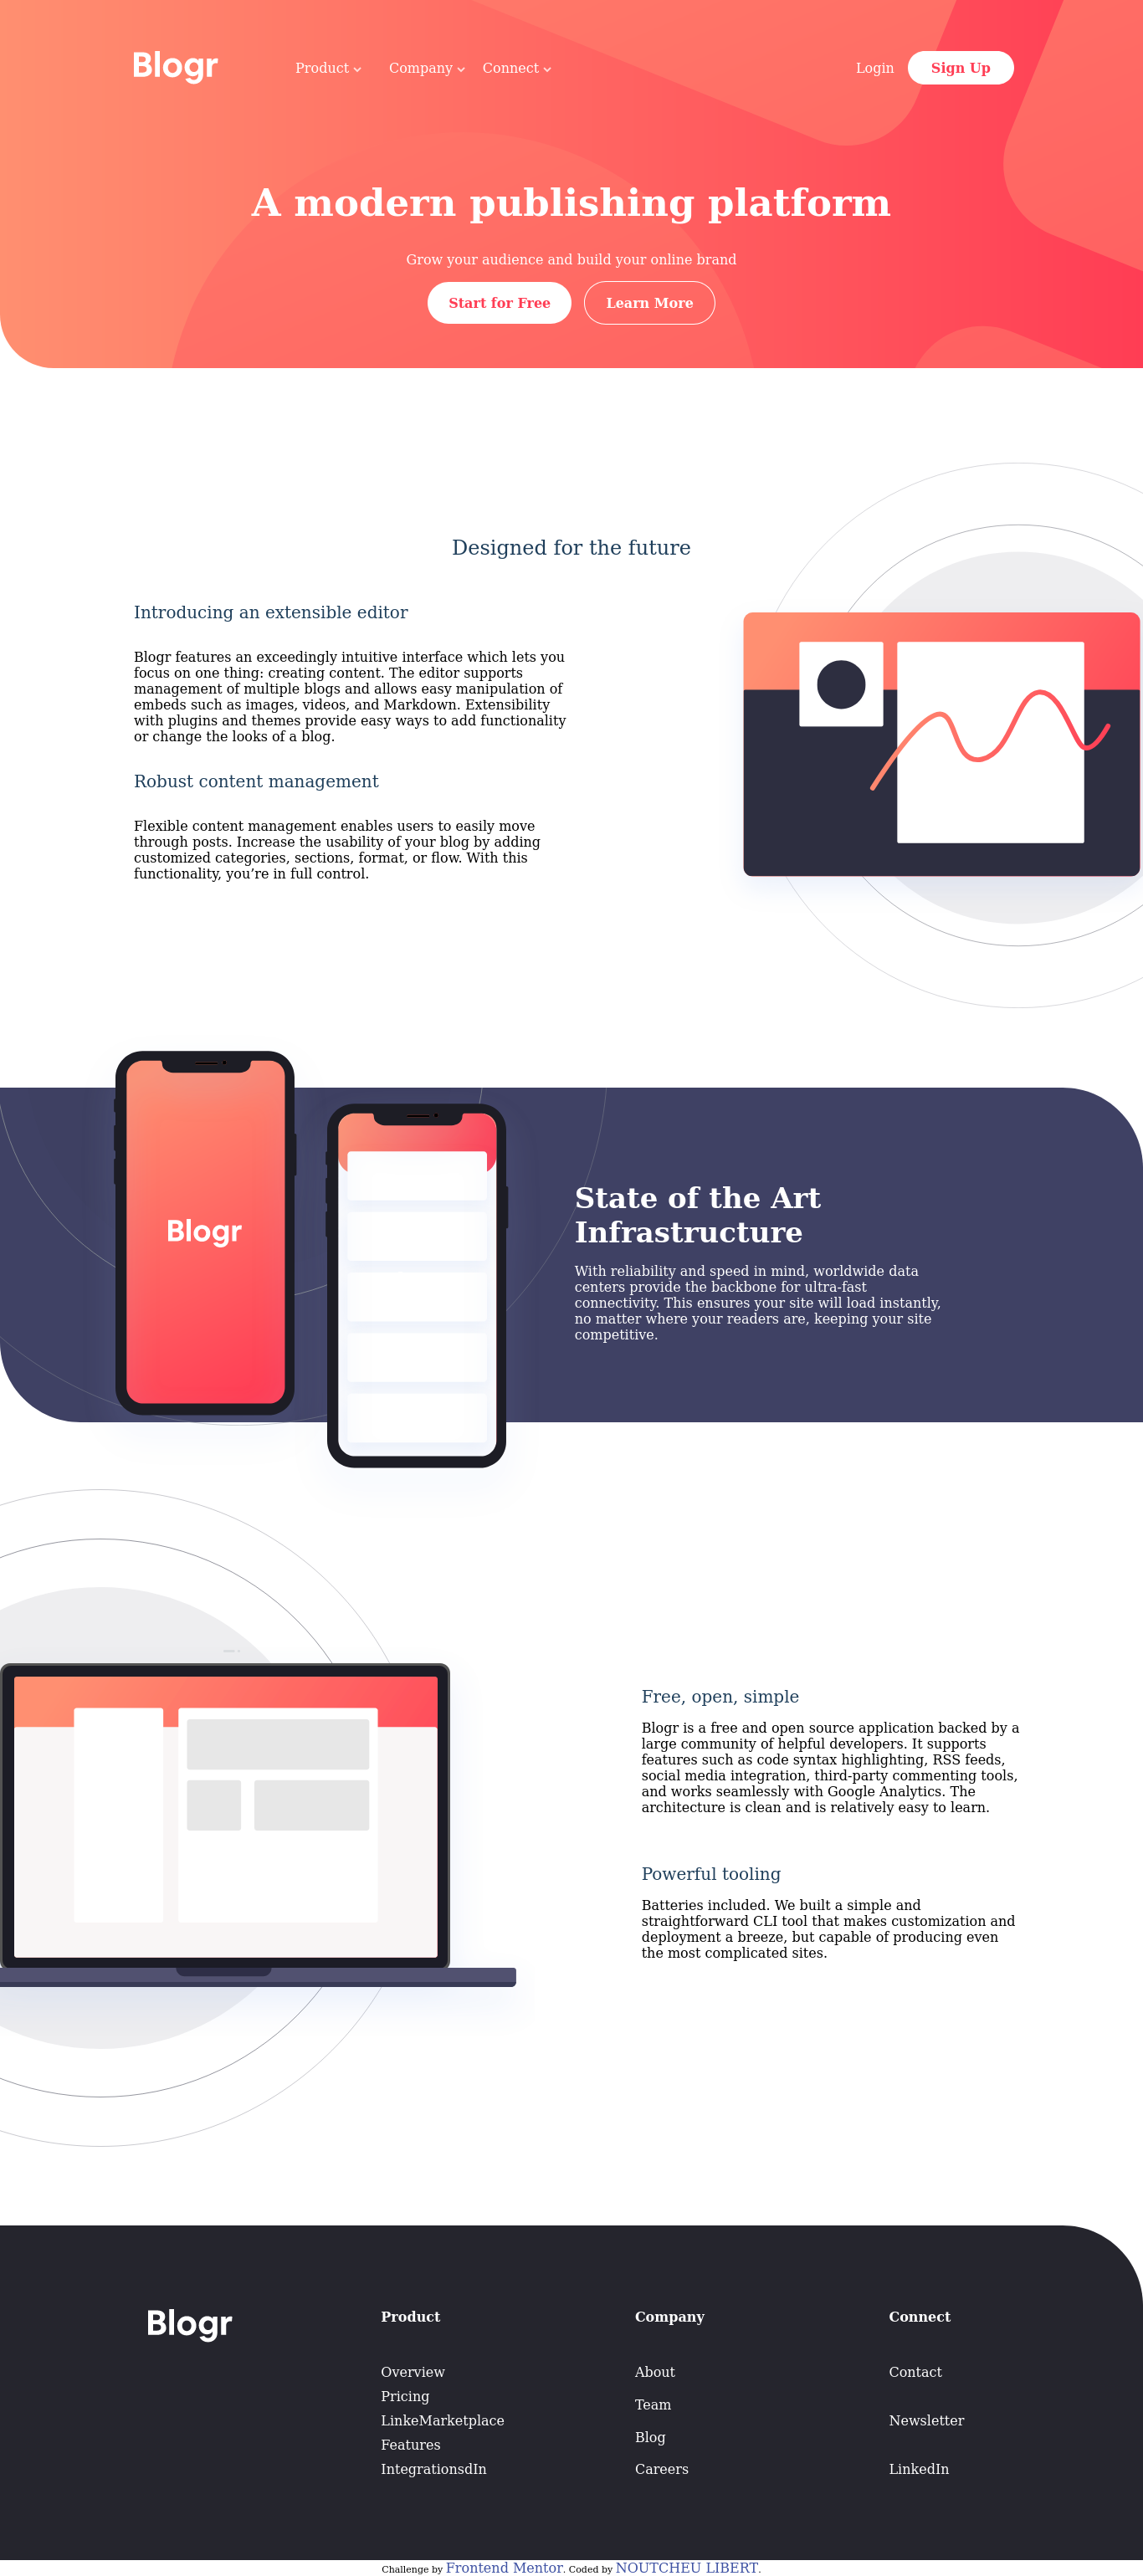 Blogr Product Company Connect Login Sign Up
A modern publishing platform
Grow your audience and build your online brand
Start for Free Learn More
Designed for the future
Introducing an extensible editor
Blogr features an exceedingly intuitive interface which lets you
focus on one thing: creating content. The editor supports
management of multiple blogs and allows easy manipulation of
embeds such as images, videos, and Markdown. Extensibility
with plugins and themes provide easy ways to add functionality
or change the looks of a blog.
Robust content management
Flexible content management enables users to easily move
through posts. Increase the usability of your blog by adding
customized categories, sections, format, or flow. With this
functionality, you’re in full control.
Blogr
State of the Art
Infrastructure
With reliability and speed in mind, worldwide data
centers provide the backbone for ultra-fast
connectivity. This ensures your site will load instantly,
no matter where your readers are, keeping your site
competitive.
Free, open, simple
Blogr is a free and open source application backed by a
large community of helpful developers. It supports
features such as code syntax highlighting, RSS feeds,
social media integration, third-party commenting tools,
and works seamlessly with Google Analytics. The
architecture is clean and is relatively easy to learn.
Powerful tooling
Batteries included. We built a simple and
straightforward CLI tool that makes customization and
deployment a breeze, but capable of producing even
the most complicated sites.
Blogr
Product
Overview
Pricing
LinkeMarketplace
Features
IntegrationsdIn
Company
About
Team
Blog
Careers
Connect
Contact
Newsletter
LinkedIn
Challenge by Frontend Mentor. Coded by NOUTCHEU LIBERT.